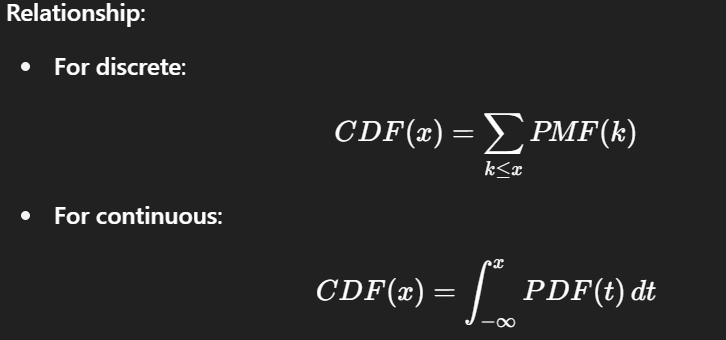 Relationship:
• For discrete:
CDF(x) = ∑_{k≤x} PMF(k)
• For continuous:
CDF(x) = ∫_{-∞}^{x} PDF(t) dt